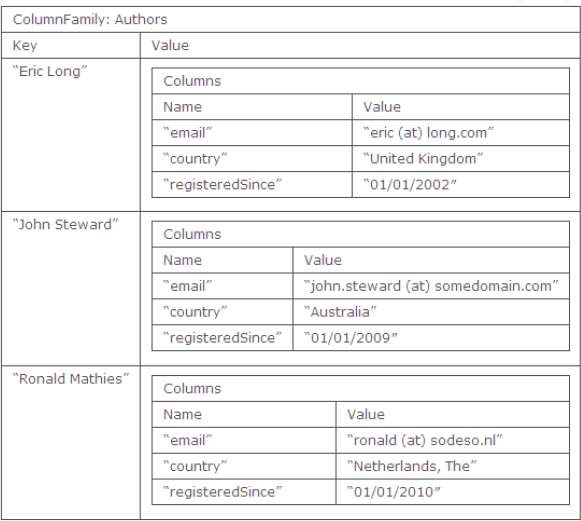 ColumnFamily: Authors
Key Value
“Eric Long”
Columns
Name Value
“email” “eric (at) long.com”
“country” “United Kingdom”
“registeredSince” “01/01/2002”
“John Steward”
Columns
Name Value
“email” “john.steward (at) somedomain.com”
“country” “Australia”
“registeredSince” “01/01/2009”
“Ronald Mathies”
Columns
Name Value
“email” “ronald (at) sodeso.nl”
“country” “Netherlands, The”
“registeredSince” “01/01/2010”